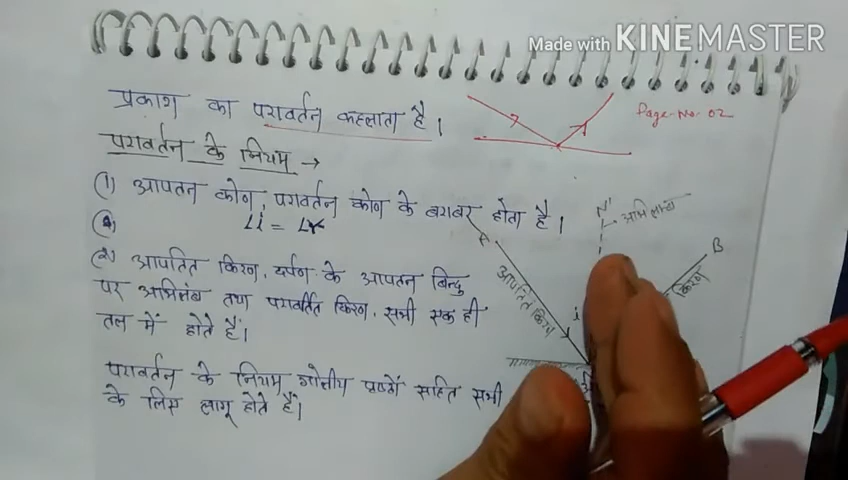 Made with KINEMASTER
प्रकाश का परावर्तन कहलाता है।
Page-No-02
परावर्तन के नियम →
(1) आपतन कोण, परावर्तन कोण के बराबर होता है।
∠i = ∠r
(2) आपतित किरण, दर्पण के आपतन बिन्दु
पर अभिलंब तथा परावर्तित किरण, सभी एक ही
तल में होते हैं।
परावर्तन के नियम गोलीय पृष्ठों सहित सभी
के लिए लागू होते हैं।
N'
अभिलम्ब
A
B
आपतित किरण
किरण
i